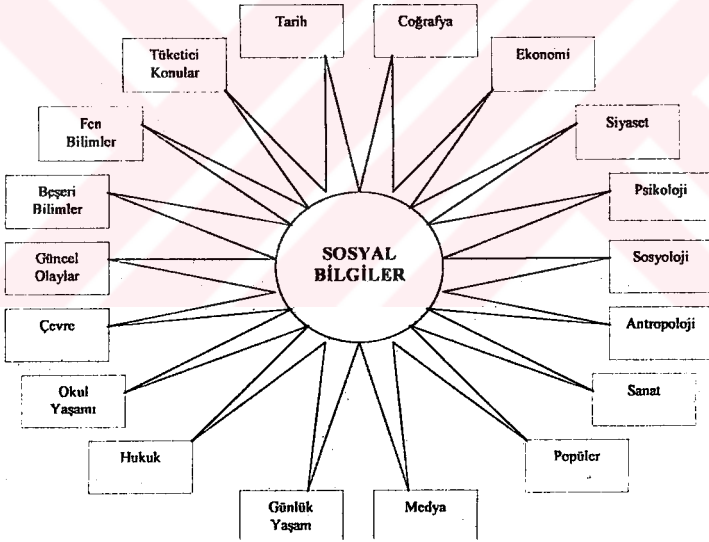 Tarih
Coğrafya
Tüketici
Konular
Ekonomi
Fen
Bilimler
Siyaset
Beşeri
Bilimler
Psikoloji
SOSYAL
BİLGİLER
Güncel
Olaylar
Sosyoloji
Çevre
Antropoloji
Okul
Yaşamı
Sanat
Hukuk
Popüler
Günlük
Yaşam
Medya